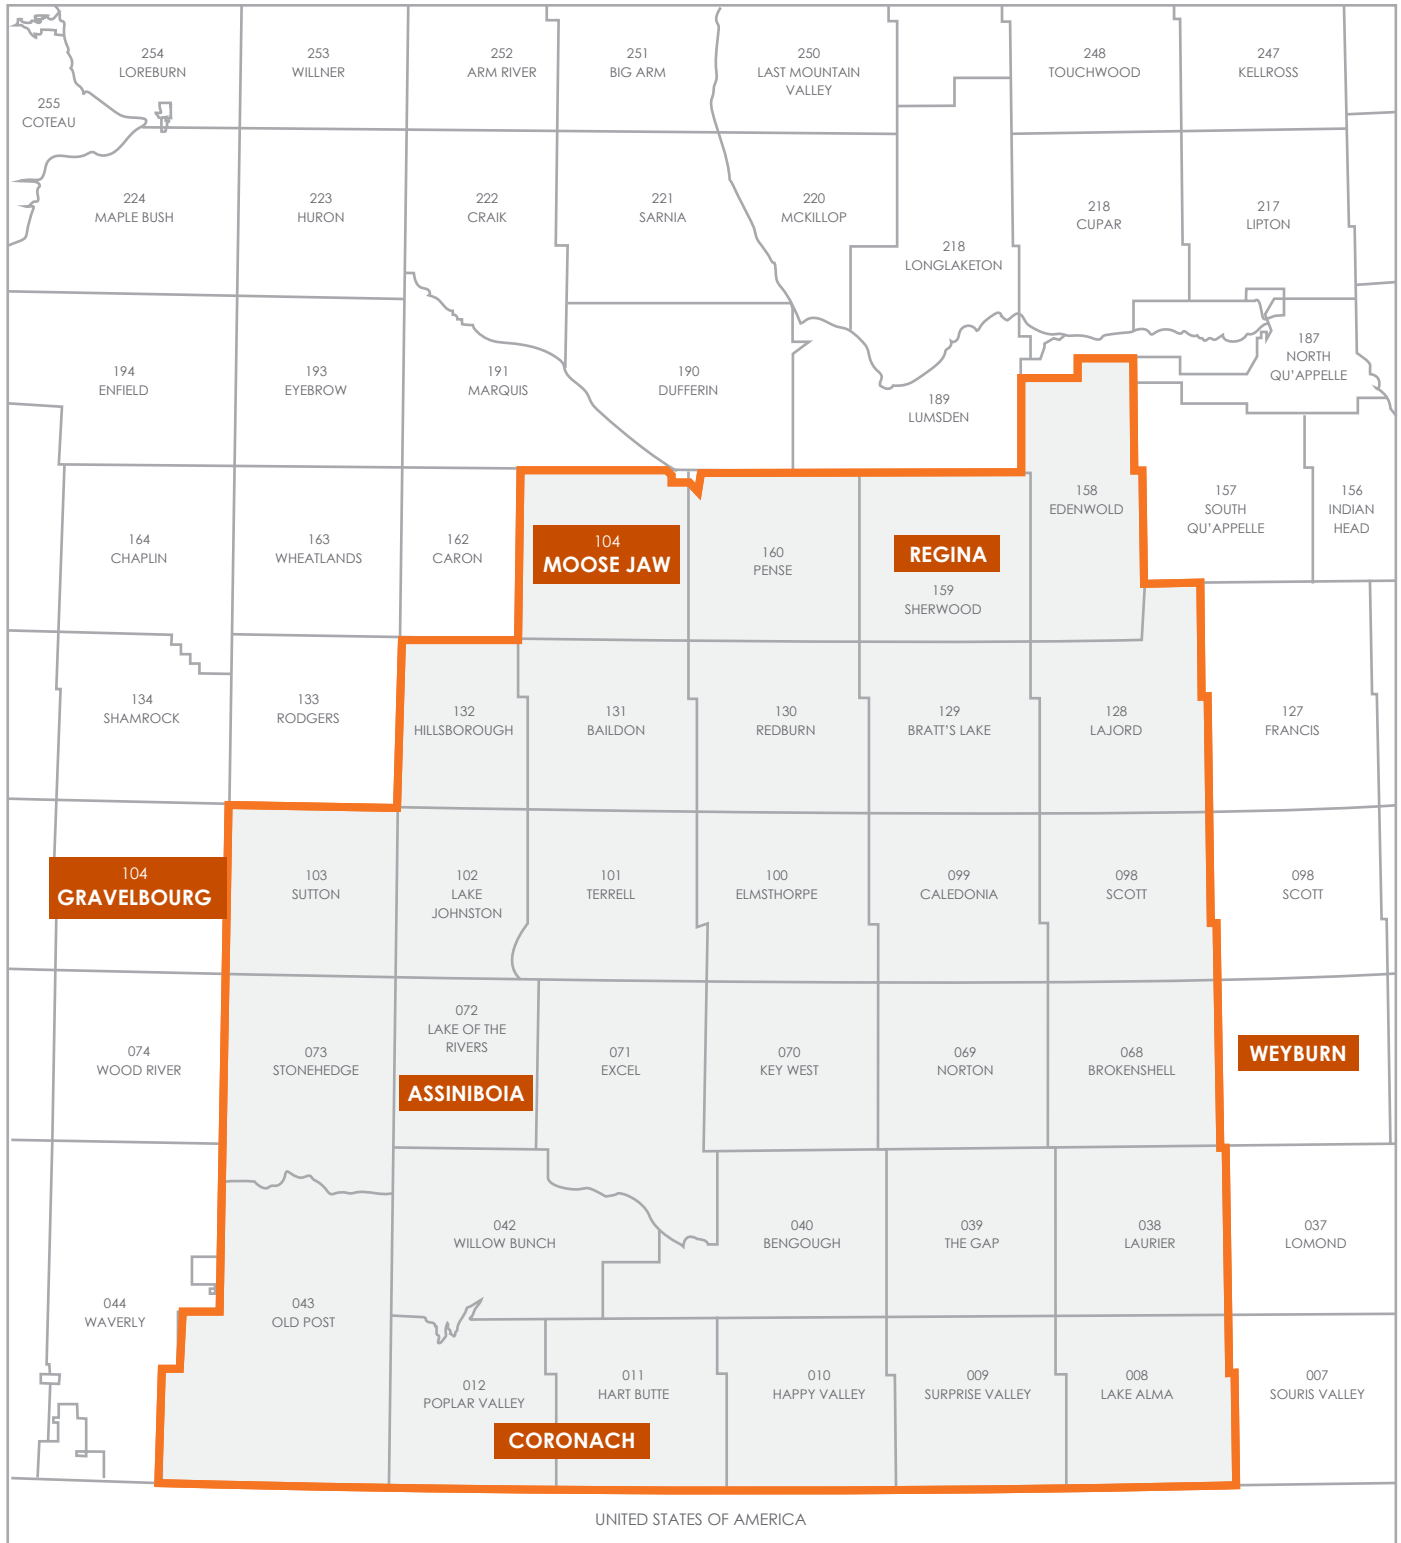 254
LOREBURN
253
WILLNER
252
ARM RIVER
251
BIG ARM
250
LAST MOUNTAIN
VALLEY
248
TOUCHWOOD
247
KELLROSS
255
COTEAU
224
MAPLE BUSH
223
HURON
222
CRAIK
221
SARNIA
220
MCKILLOP
218
LONGLAKETON
218
CUPAR
217
LIPTON
194
ENFIELD
193
EYEBROW
191
MARQUIS
190
DUFFERIN
189
LUMSDEN
187
NORTH
QU'APPELLE
164
CHAPLIN
163
WHEATLANDS
162
CARON
104
MOOSE JAW
160
PENSE
REGINA
159
SHERWOOD
158
EDENWOLD
157
SOUTH
QU'APPELLE
156
INDIAN
HEAD
134
SHAMROCK
133
RODGERS
132
HILLSBOROUGH
131
BAILDON
130
REDBURN
129
BRATT'S LAKE
128
LAJORD
127
FRANCIS
104
GRAVELBOURG
103
SUTTON
102
LAKE
JOHNSTON
101
TERRELL
100
ELMSTHORPE
099
CALEDONIA
098
SCOTT
098
SCOTT
074
WOOD RIVER
073
STONEHEDGE
072
LAKE OF THE
RIVERS
ASSINIBOIA
071
EXCEL
070
KEY WEST
069
NORTON
068
BROKENSHELL
WEYBURN
044
WAVERLY
043
OLD POST
042
WILLOW BUNCH
040
BENGOUGH
039
THE GAP
038
LAURIER
037
LOMOND
012
POPLAR VALLEY
011
HART BUTTE
CORONACH
010
HAPPY VALLEY
009
SURPRISE VALLEY
008
LAKE ALMA
007
SOURIS VALLEY
UNITED STATES OF AMERICA